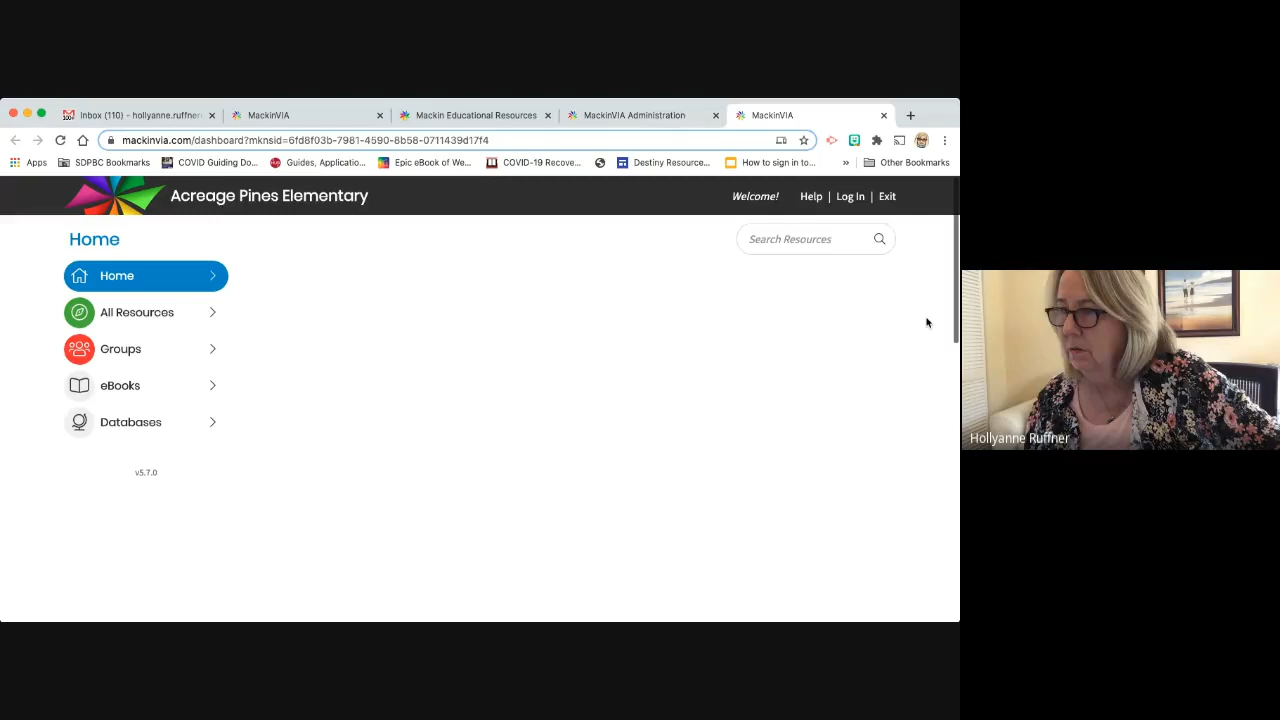 Inbox (110) – hollyanne.ruffner
MackinVIA
Mackin Educational Resources
MackinVIA Administration
MackinVIA
mackinvia.com/dashboard?mknsid=6fd8f03b-7981-4590-8b58-0711439d17f4
Apps
SDPBC Bookmarks
COVID Guiding Do...
Guides, Applicatio...
Epic eBook of We...
COVID-19 Recove...
Destiny Resource...
How to sign in to...
»
Other Bookmarks
Acreage Pines Elementary
Welcome!
Help | Log In | Exit
Home
Search Resources
Home
All Resources
Groups
eBooks
Databases
v5.7.0
Hollyanne Ruffner